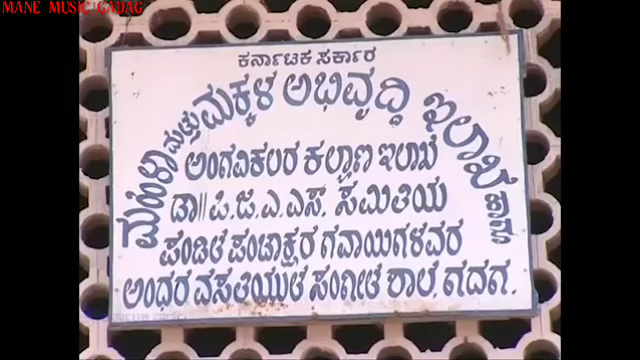 MANE MUSIC GADAG
ಕರ್ನಾಟಕ ಸರ್ಕಾರ
ಮಹಿಳಾ ಮತ್ತು ಮಕ್ಕಳ ಅಭಿವೃದ್ಧಿ ಇಲಾಖೆ ಹಾಗೂ
ಅಂಗವಿಕಲರ ಕಲ್ಯಾಣ ಇಲಾಖೆ
ಡಾ|| ಪಿ.ಜಿ.ಎ.ಎಸ್. ಸಮಿತಿಯ
ಪಂಡಿತ ಪಂಚಾಕ್ಷರ ಗವಾಯಿಗಳವರ
ಅಂಧರ ವಸತಿಯುತ ಸಂಗೀತ ಶಾಲೆ ಗದಗ.